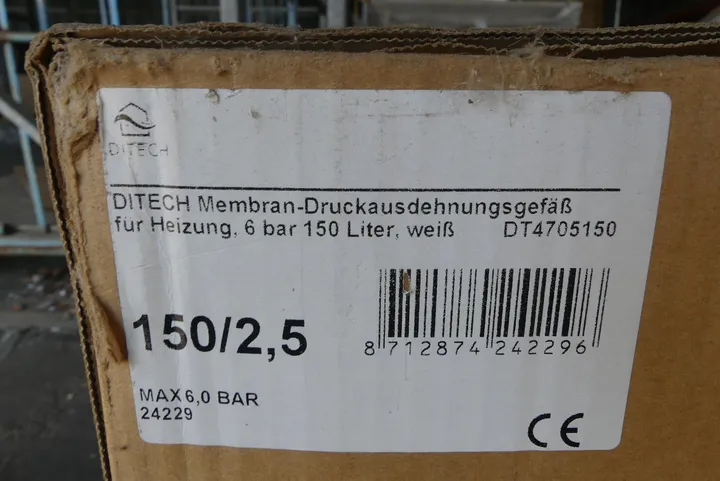 DITECH
DITECH Membran-Druckausdehnungsgefäß
für Heizung, 6 bar 150 Liter, weiß DT4705150
150/2,5
8 712874 242296
MAX 6,0 BAR
24229
CE